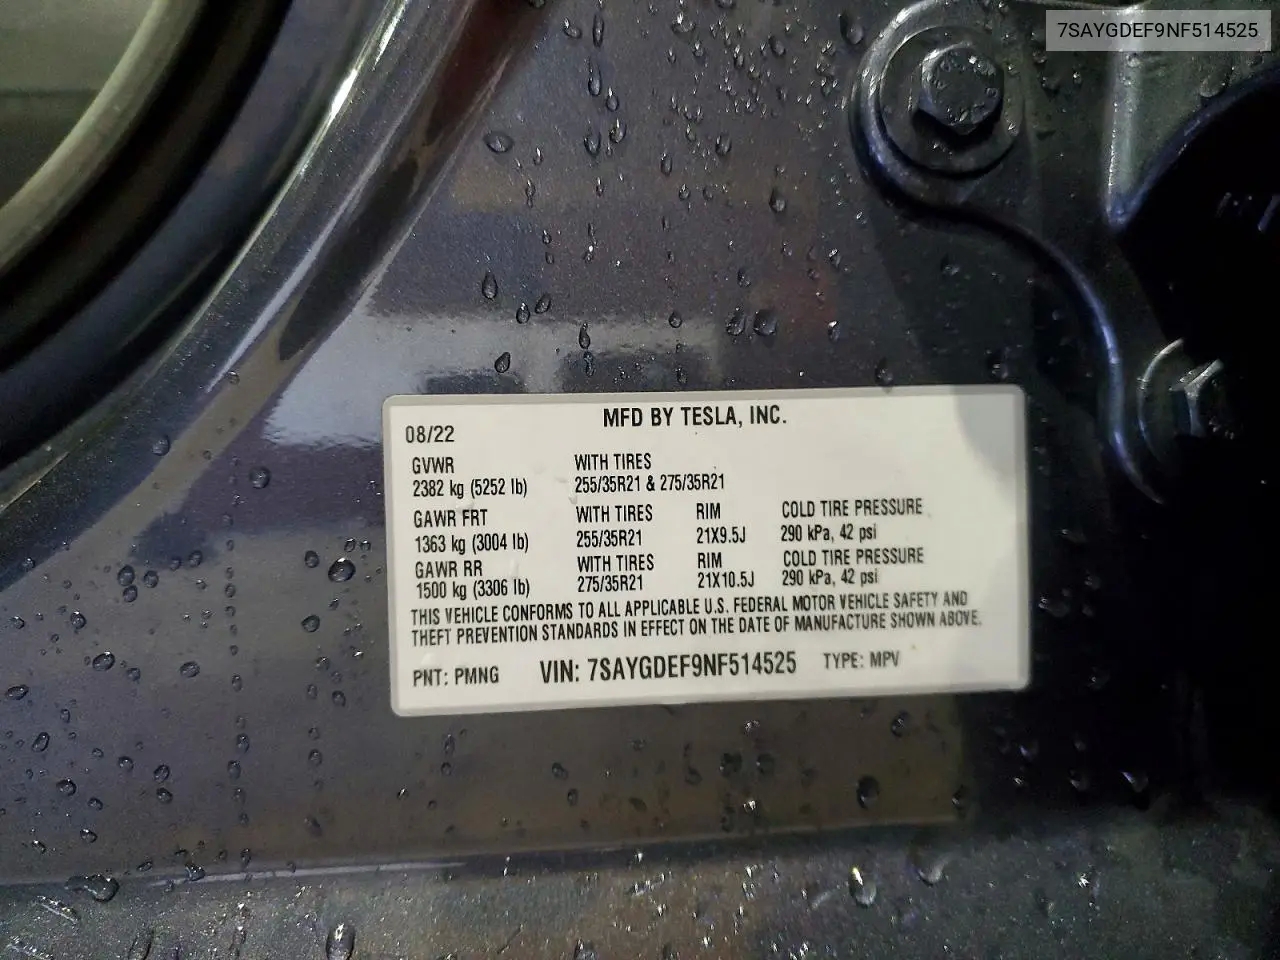 7SAYGDEF9NF514525
MFD BY TESLA, INC.
08/22
GVWR WITH TIRES
2382 kg (5252 lb) 255/35R21 & 275/35R21
GAWR FRT WITH TIRES RIM COLD TIRE PRESSURE
1363 kg (3004 lb) 255/35R21 21X9.5J 290 kPa, 42 psi
GAWR RR WITH TIRES RIM COLD TIRE PRESSURE
1500 kg (3306 lb) 275/35R21 21X10.5J 290 kPa, 42 psi
THIS VEHICLE CONFORMS TO ALL APPLICABLE U.S. FEDERAL MOTOR VEHICLE SAFETY AND
THEFT PREVENTION STANDARDS IN EFFECT ON THE DATE OF MANUFACTURE SHOWN ABOVE.
PNT: PMNG VIN: 7SAYGDEF9NF514525 TYPE: MPV